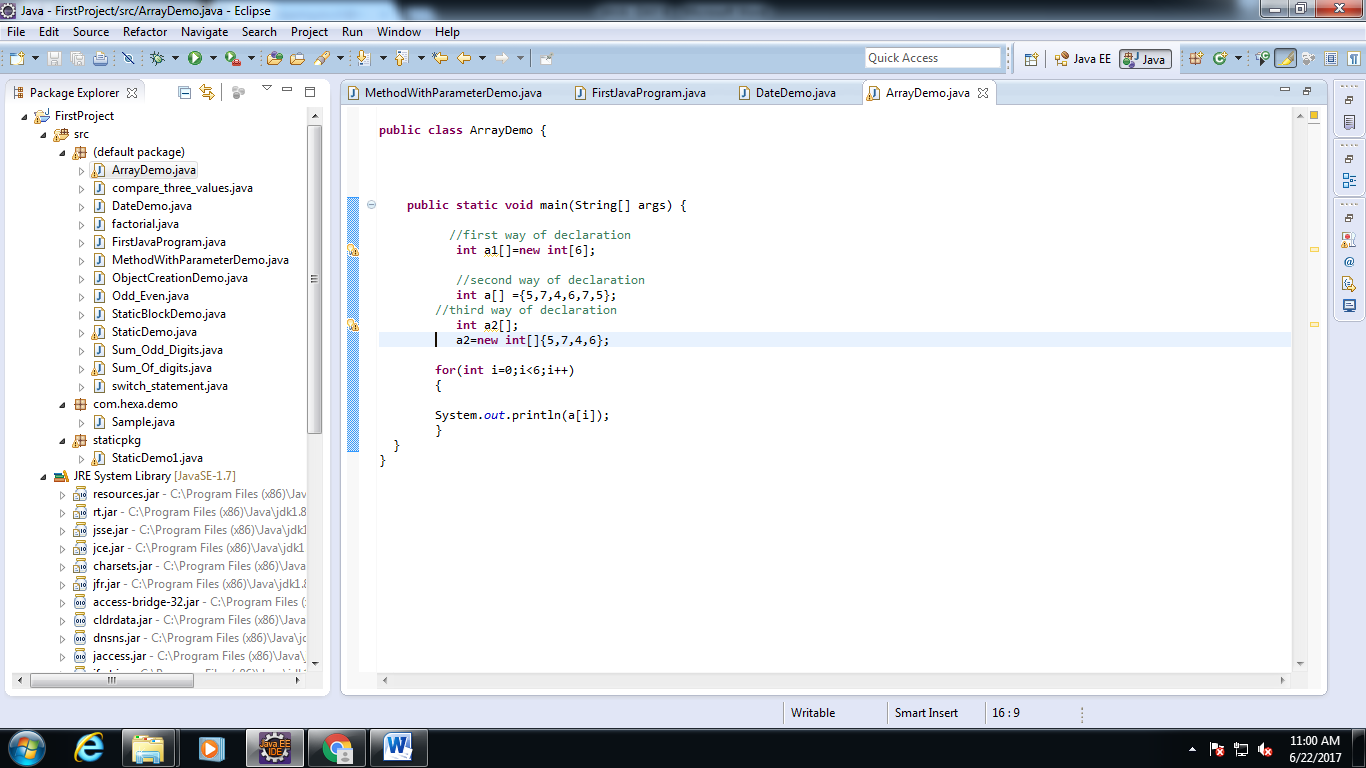 Java - FirstProject/src/ArrayDemo.java - Eclipse
File Edit Source Refactor Navigate Search Project Run Window Help
Quick Access
Java EE
Java
Package Explorer
FirstProject
src
(default package)
ArrayDemo.java
compare_three_values.java
DateDemo.java
factorial.java
FirstJavaProgram.java
MethodWithParameterDemo.java
ObjectCreationDemo.java
Odd_Even.java
StaticBlockDemo.java
StaticDemo.java
Sum_Odd_Digits.java
Sum_Of_digits.java
switch_statement.java
com.hexa.demo
Sample.java
staticpkg
StaticDemo1.java
JRE System Library [JavaSE-1.7]
resources.jar - C:\Program Files (x86)\Jav
rt.jar - C:\Program Files (x86)\Java\jdk1.8
jsse.jar - C:\Program Files (x86)\Java\jdk1
jce.jar - C:\Program Files (x86)\Java\jdk1
charsets.jar - C:\Program Files (x86)\Java
jfr.jar - C:\Program Files (x86)\Java\jdk1.8
access-bridge-32.jar - C:\Program Files (
cldrdata.jar - C:\Program Files (x86)\Java
dnsns.jar - C:\Program Files (x86)\Java\jc
jaccess.jar - C:\Program Files (x86)\Java\
MethodWithParameterDemo.java FirstJavaProgram.java DateDemo.java ArrayDemo.java
public class ArrayDemo {
public static void main(String[] args) {
//first way of declaration
int a1[]=new int[6];
//second way of declaration
int a[] ={5,7,4,6,7,5};
//third way of declaration
int a2[];
a2=new int[]{5,7,4,6};
for(int i=0;i<6;i++)
{
System.out.println(a[i]);
}
}
}
Writable Smart Insert 16 : 9
Java EE
IDE
11:00 AM
6/22/2017